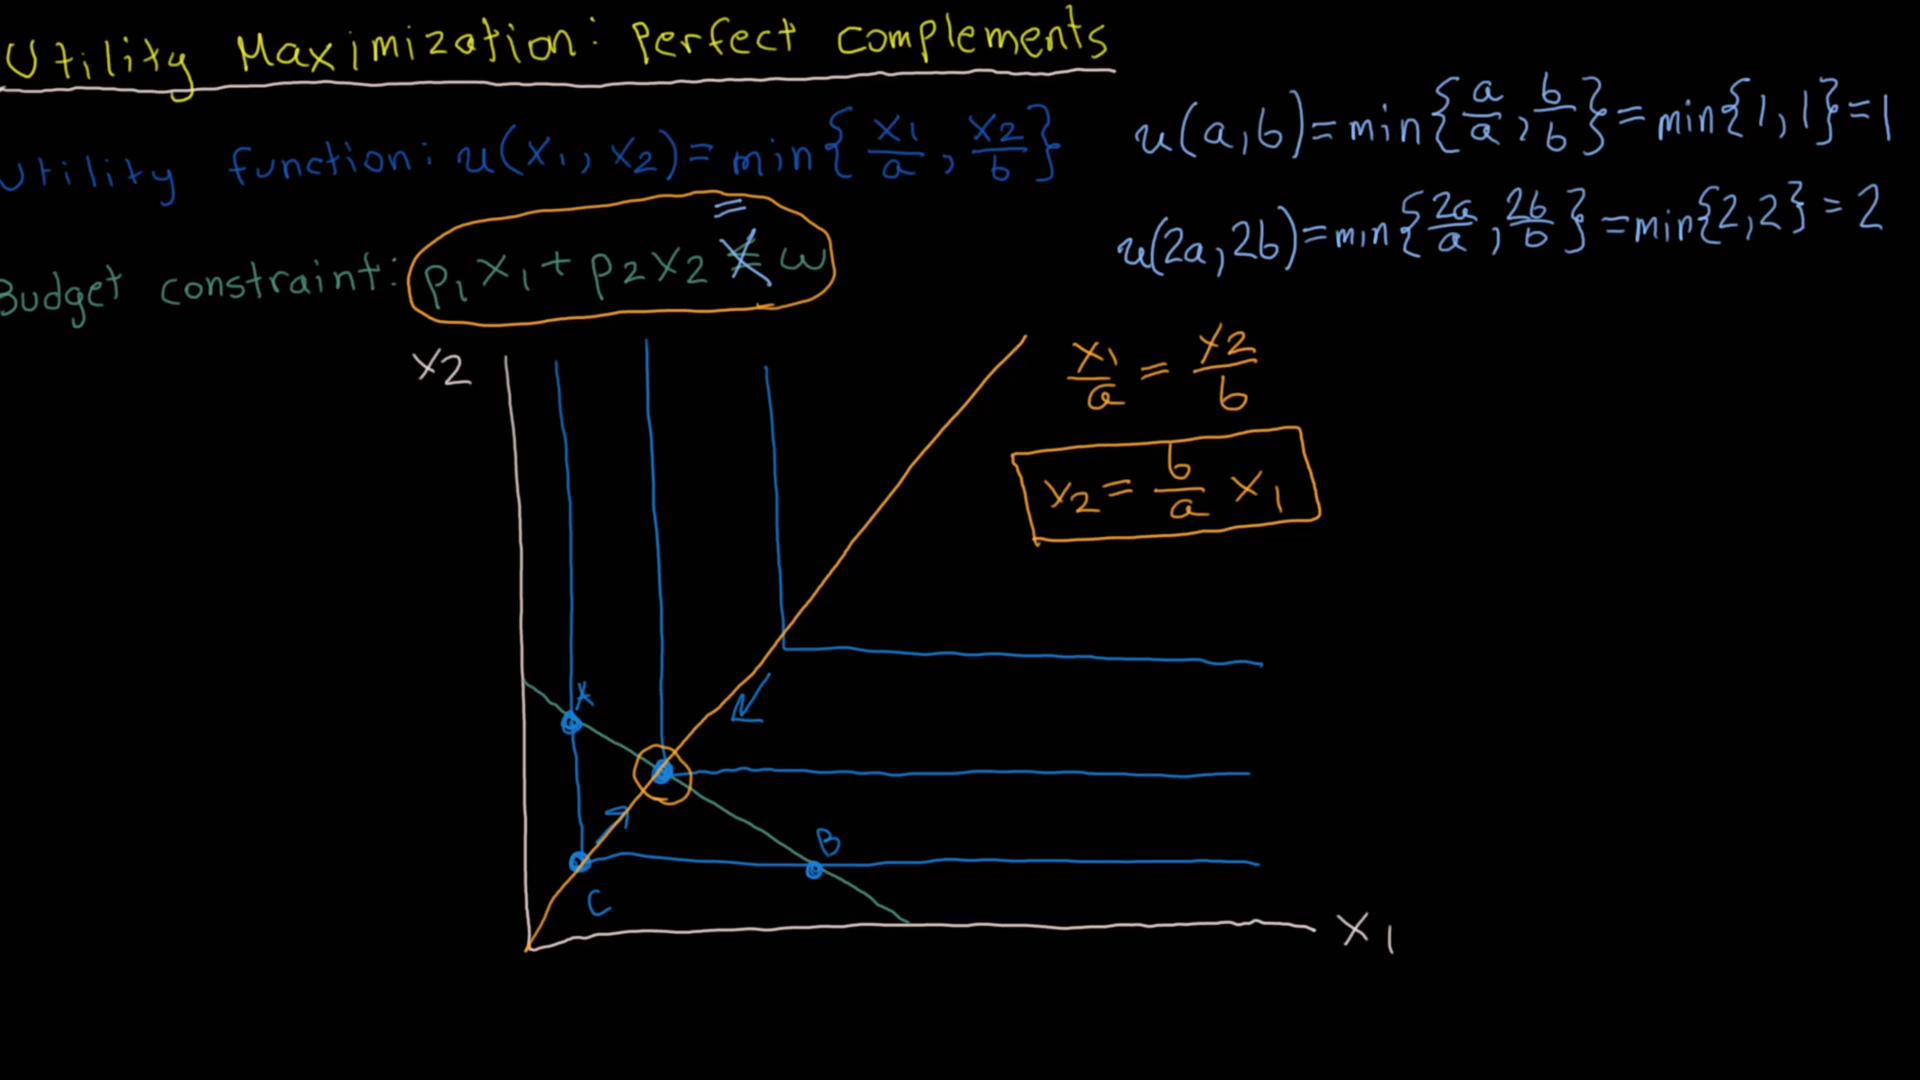 Utility Maximization: Perfect complements
Utility function: u(x₁, x₂) = min{x₁/a, x₂/b}
u(a,b) = min{a/a, b/b} = min{1,1} = 1
u(2a,2b) = min{2a/a, 2b/b} = min{2,2} = 2
=
Budget constraint: p₁x₁ + p₂x₂ ≤ w
x₂
x₁/a = x₂/b
x₂ = b/a x₁
A
B
C
x₁